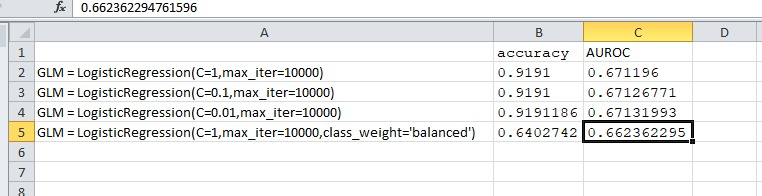 fx 0.662362294761596
A B C D
1 accuracy AUROC
2 GLM = LogisticRegression(C=1,max_iter=10000) 0.9191 0.671196
3 GLM = LogisticRegression(C=0.1,max_iter=10000) 0.9191 0.67126771
4 GLM = LogisticRegression(C=0.01,max_iter=10000) 0.9191186 0.67131993
5 GLM = LogisticRegression(C=1,max_iter=10000,class_weight='balanced') 0.6402742 0.662362295
6
7
8